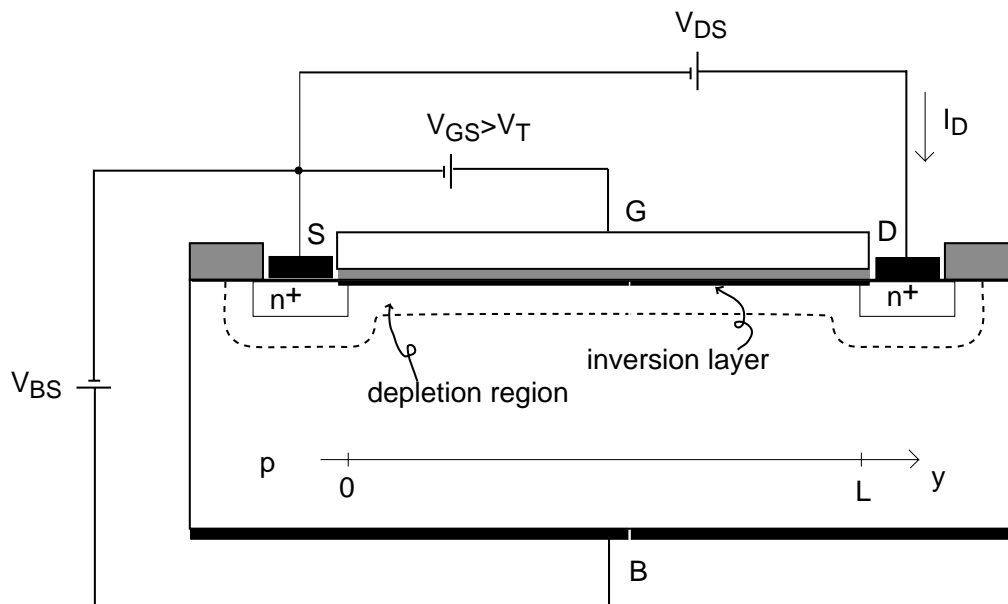 V_DS
I_D
V_GS>V_T
G
S
D
n+
n+
inversion layer
depletion region
V_BS
p
0
L
y
B